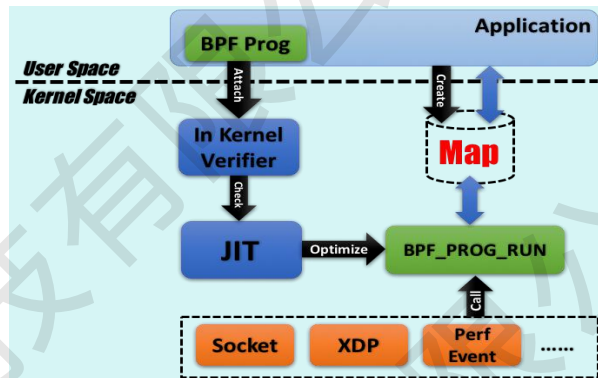 Application
BPF Prog
User Space
Kernel Space
Attach
Create
In Kernel
Verifier
Map
Check
JIT
Optimize
BPF_PROG_RUN
Call
Socket
XDP
Perf
Event
......